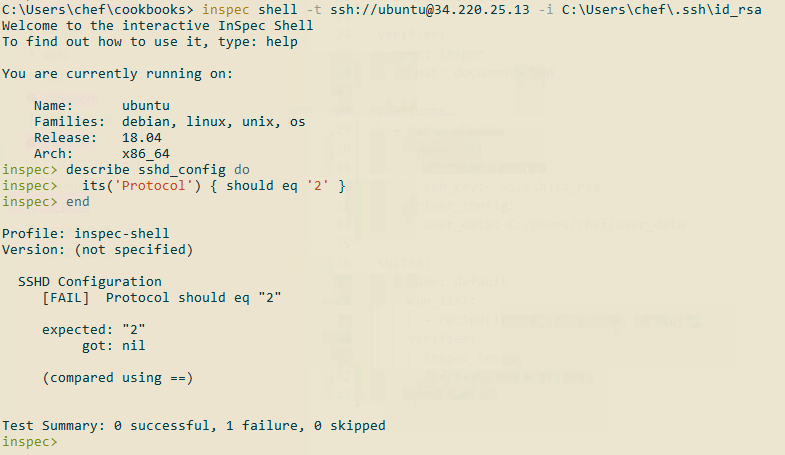 C:\Users\chef\cookbooks> inspec shell -t ssh://ubuntu@34.220.25.13 -i C:\Users\chef\.ssh\id_rsa
Welcome to the interactive InSpec Shell
To find out how to use it, type: help
You are currently running on:
Name: ubuntu
Families: debian, linux, unix, os
Release: 18.04
Arch: x86_64
inspec> describe sshd_config do
inspec> its('Protocol') { should eq '2' }
inspec> end
Profile: inspec-shell
Version: (not specified)
SSHD Configuration
[FAIL] Protocol should eq "2"
expected: "2"
got: nil
(compared using ==)
Test Summary: 0 successful, 1 failure, 0 skipped
inspec>